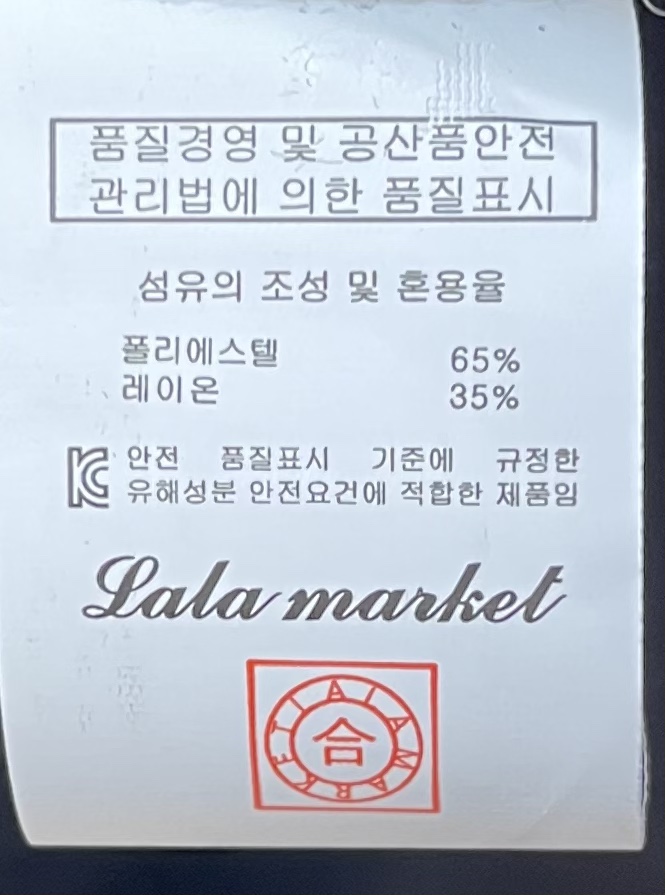 품질경영 및 공산품안전
관리법에 의한 품질표시
섬유의 조성 및 혼용율
폴리에스텔 65%
레이온 35%
안전 품질표시 기준에 규정한
유해성분 안전요건에 적합한 제품임
Lala market
合